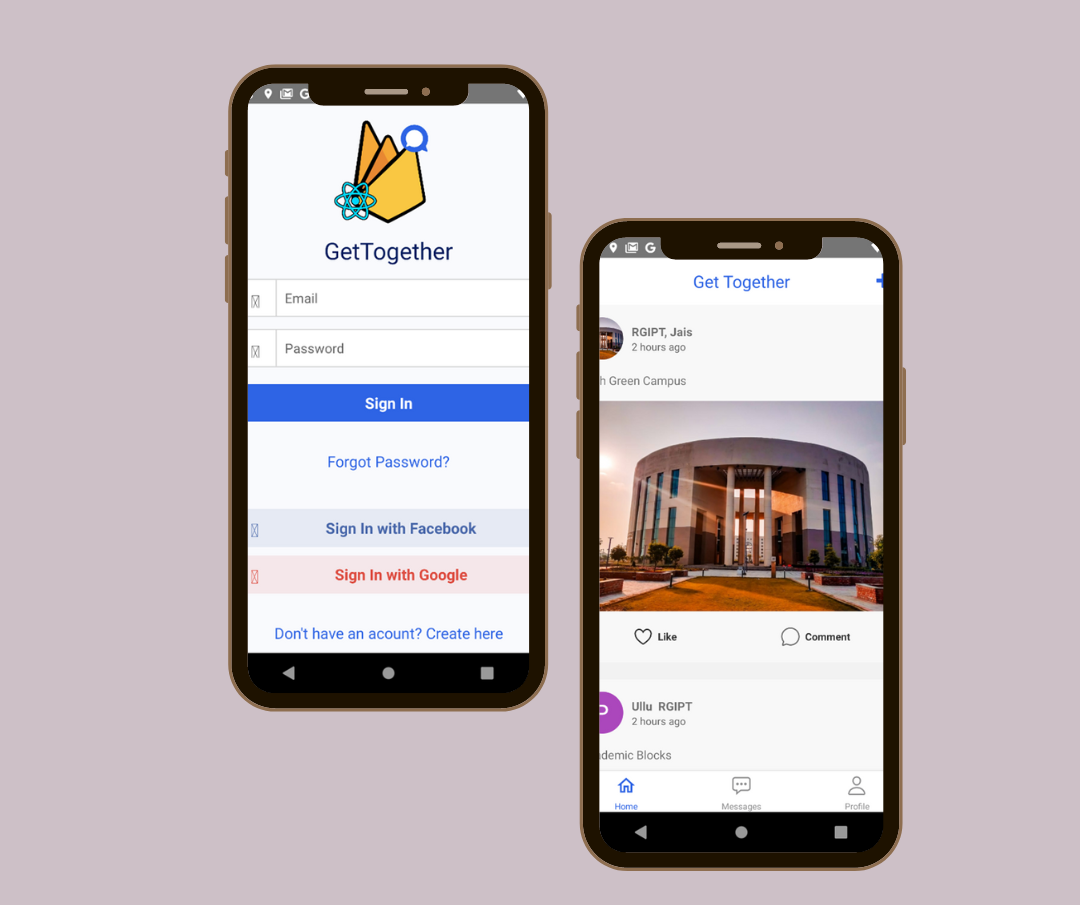 GetTogether
Email
Password
Sign In
Forgot Password?
Sign In with Facebook
Sign In with Google
Don't have an acount? Create here
Get Together
RGIPT, Jais
2 hours ago
h Green Campus
Like
Comment
Ullu RGIPT
2 hours ago
demic Blocks
Home
Messages
Profile